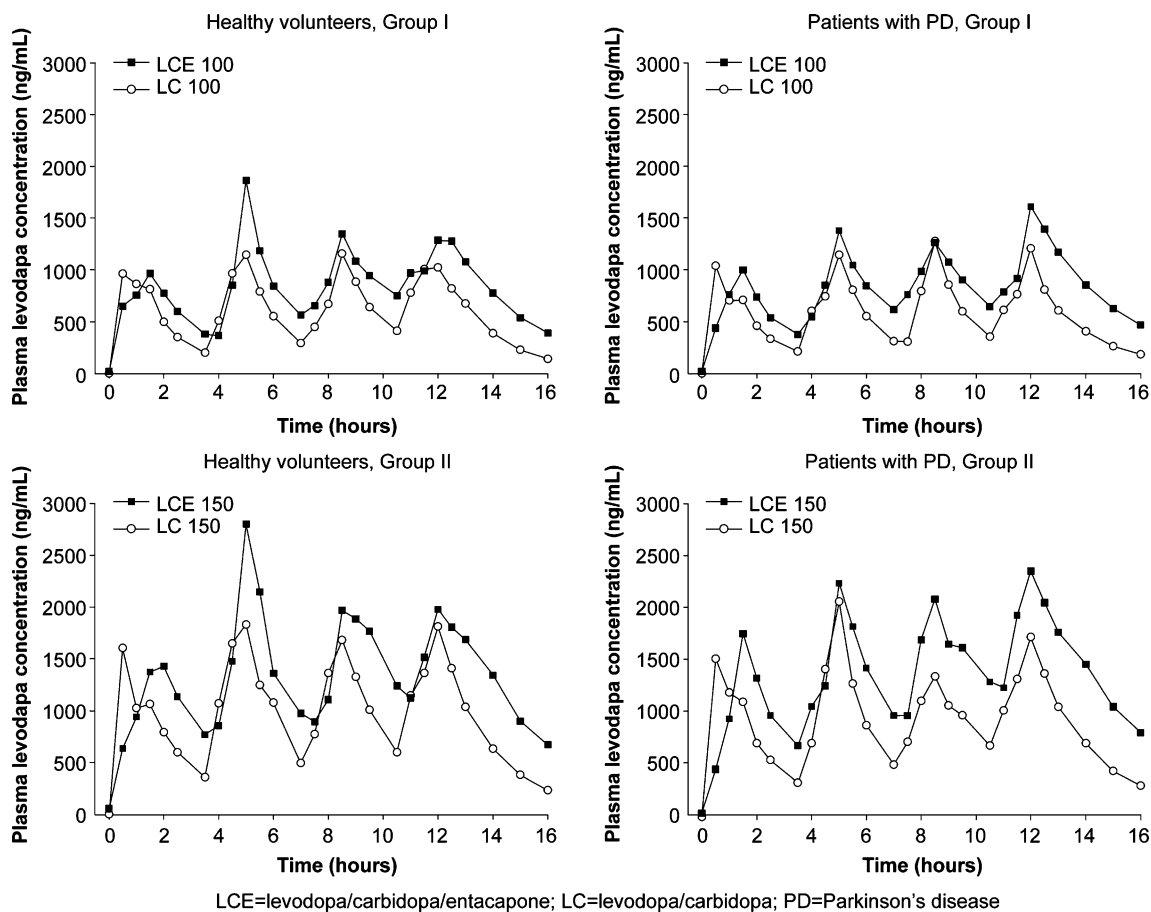 Healthy volunteers, Group I
Plasma levodapa concentration (ng/mL)
3000
2500
2000
1500
1000
500
0
LCE 100
LC 100
0 2 4 6 8 10 12 14 16
Time (hours)
Patients with PD, Group I
Plasma levodapa concentration (ng/mL)
3000
2500
2000
1500
1000
500
0
LCE 100
LC 100
0 2 4 6 8 10 12 14 16
Time (hours)
Healthy volunteers, Group II
Plasma levodapa concentration (ng/mL)
3000
2500
2000
1500
1000
500
0
LCE 150
LC 150
0 2 4 6 8 10 12 14 16
Time (hours)
Patients with PD, Group II
Plasma levodapa concentration (ng/mL)
3000
2500
2000
1500
1000
500
0
LCE 150
LC 150
0 2 4 6 8 10 12 14 16
Time (hours)
LCE=levodopa/carbidopa/entacapone; LC=levodopa/carbidopa; PD=Parkinson's disease